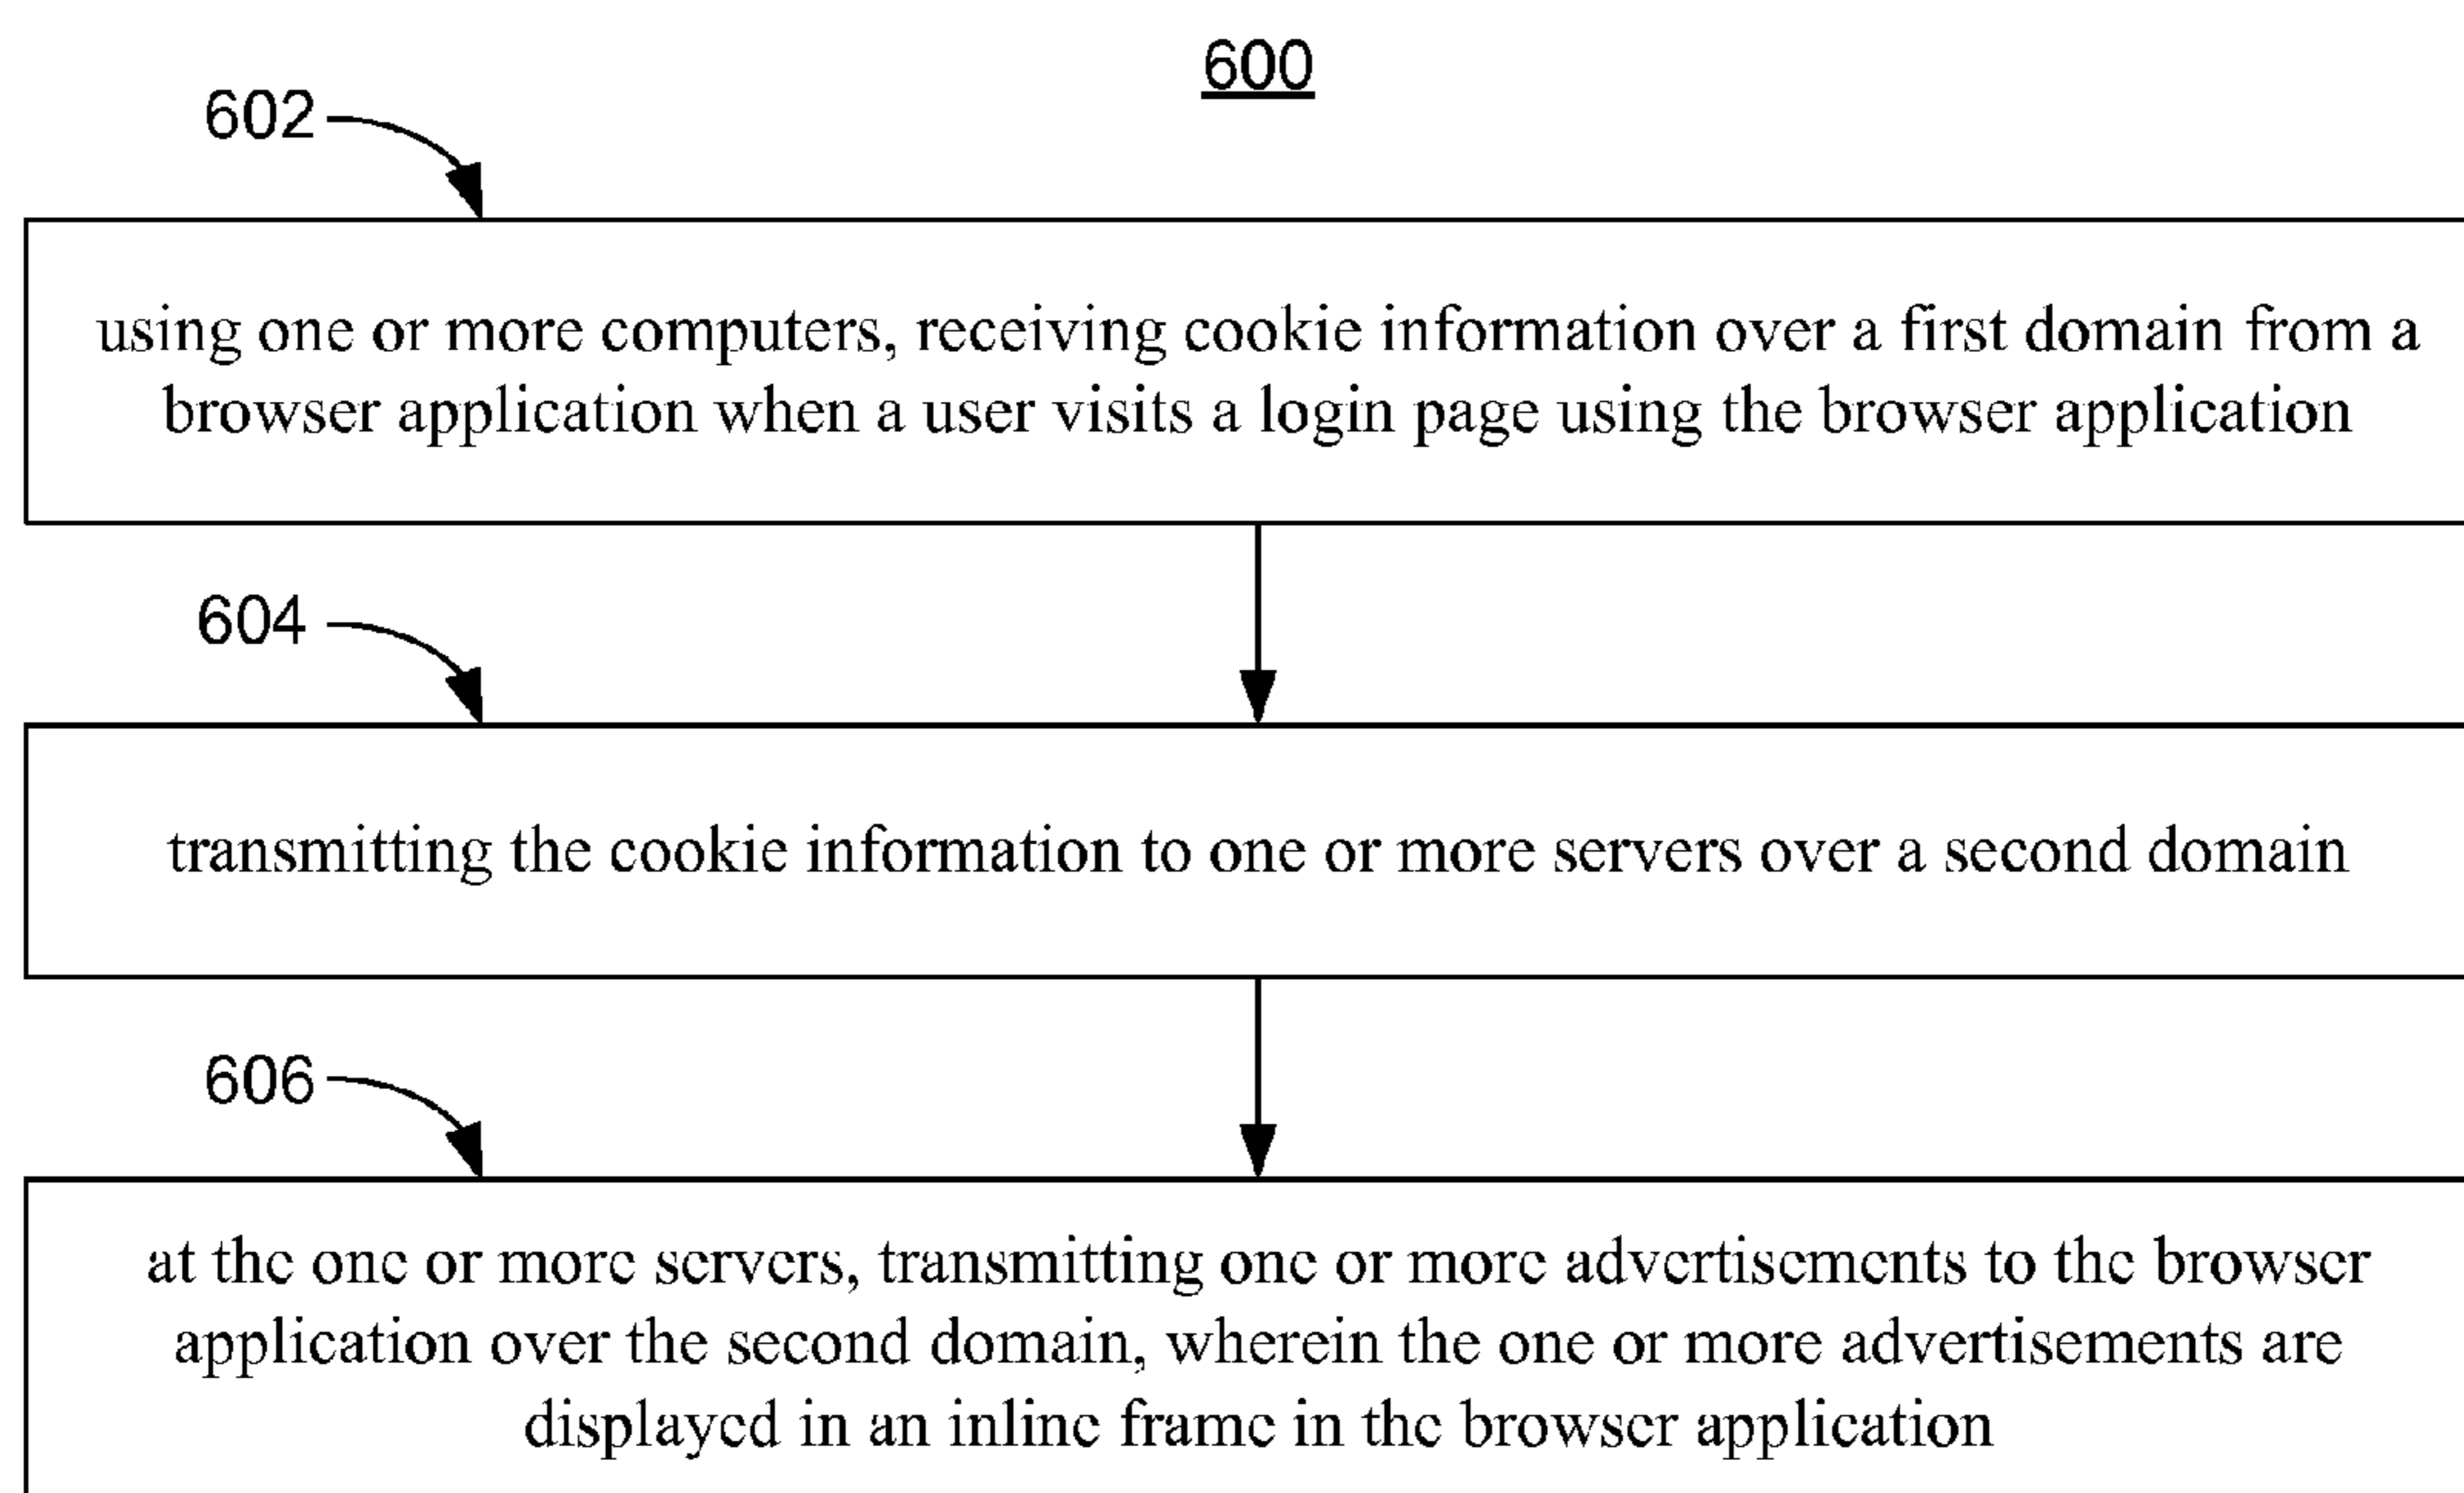 600
602
using one or more computers, receiving cookie information over a first domain from a
browser application when a user visits a login page using the browser application
604
transmitting the cookie information to one or more servers over a second domain
606
at the one or more servers, transmitting one or more advertisements to the browser
application over the second domain, wherein the one or more advertisements are
displayed in an inline frame in the browser application